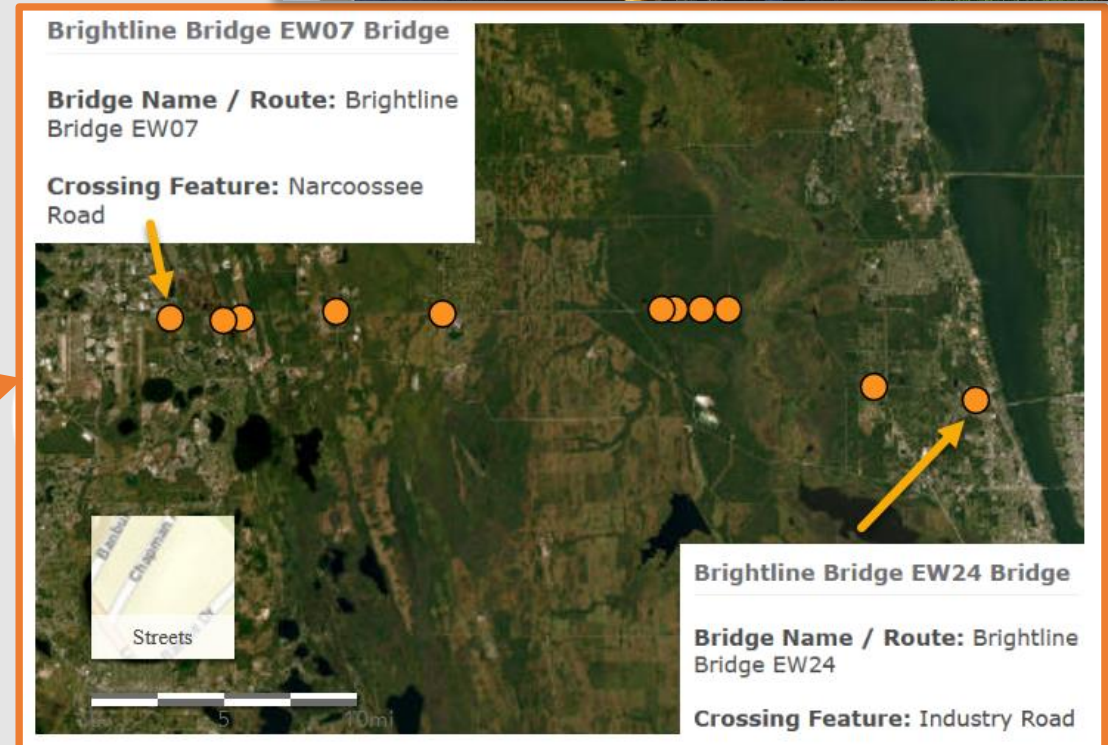 Brightline Bridge EW07 Bridge
Bridge Name / Route: Brightline
Bridge EW07
Crossing Feature: Narcoossee
Road
Chapman
Streets
5
10mi
Brightline Bridge EW24 Bridge
Bridge Name / Route: Brightline
Bridge EW24
Crossing Feature: Industry Road